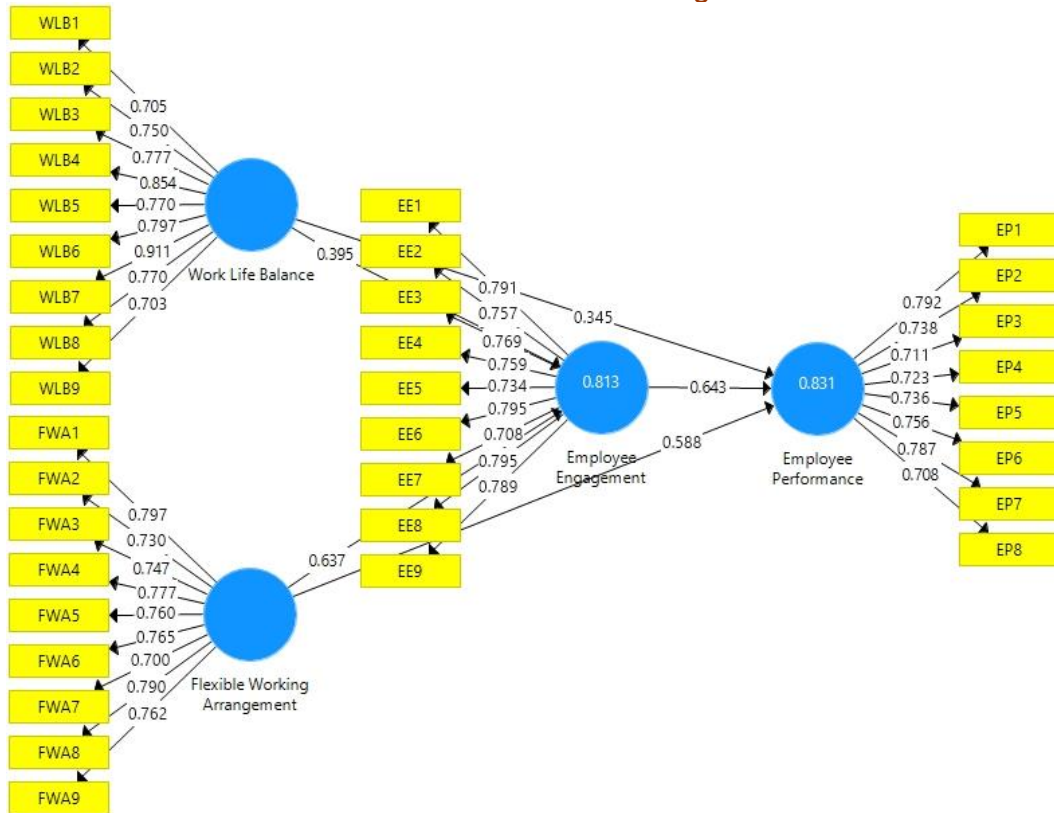 WLB1
WLB2
WLB3
WLB4
WLB5
WLB6
WLB7
WLB8
WLB9
0.705
0.750
0.777
0.854
0.770
0.797
0.911
0.770
0.703
Work Life Balance
FWA1
FWA2
FWA3
FWA4
FWA5
FWA6
FWA7
FWA8
FWA9
0.797
0.730
0.747
0.777
0.760
0.765
0.700
0.790
0.762
Flexible Working
Arrangement
0.395
0.637
EE1
EE2
EE3
EE4
EE5
EE6
EE7
EE8
EE9
0.791
0.757
0.769
0.759
0.734
0.795
0.708
0.795
0.789
0.813
Employee
Engagement
0.345
0.643
0.588
0.831
Employee
Performance
0.792
0.738
0.711
0.723
0.736
0.756
0.787
0.708
EP1
EP2
EP3
EP4
EP5
EP6
EP7
EP8